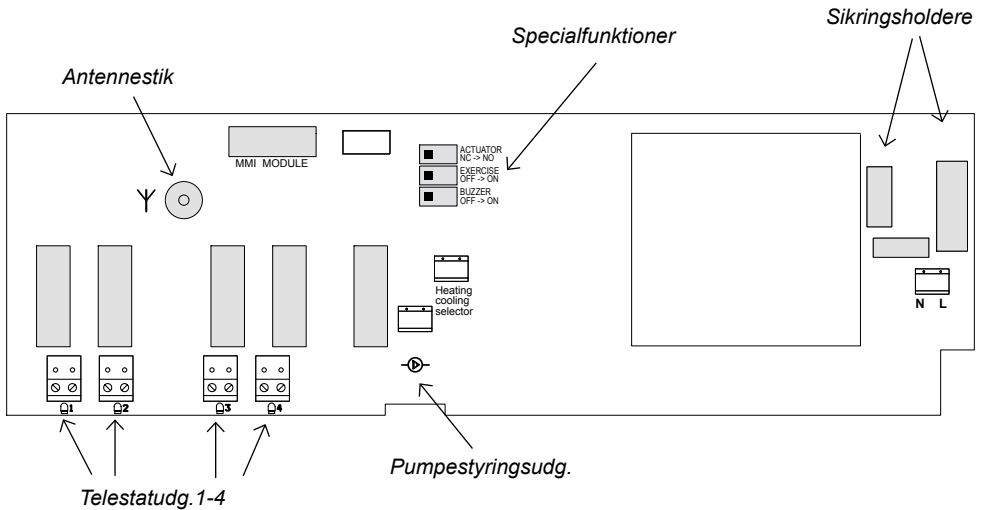 Sikringsholdere
Specialfunktioner
Antennestik
MMI MODULE
ACTUATOR
NC -> NO
EXERCISE
OFF -> ON
BUZZER
OFF -> ON
Heating
cooling
selector
N L
1 2 3 4
Pumpestyringsudg.
Telestatudg.1-4